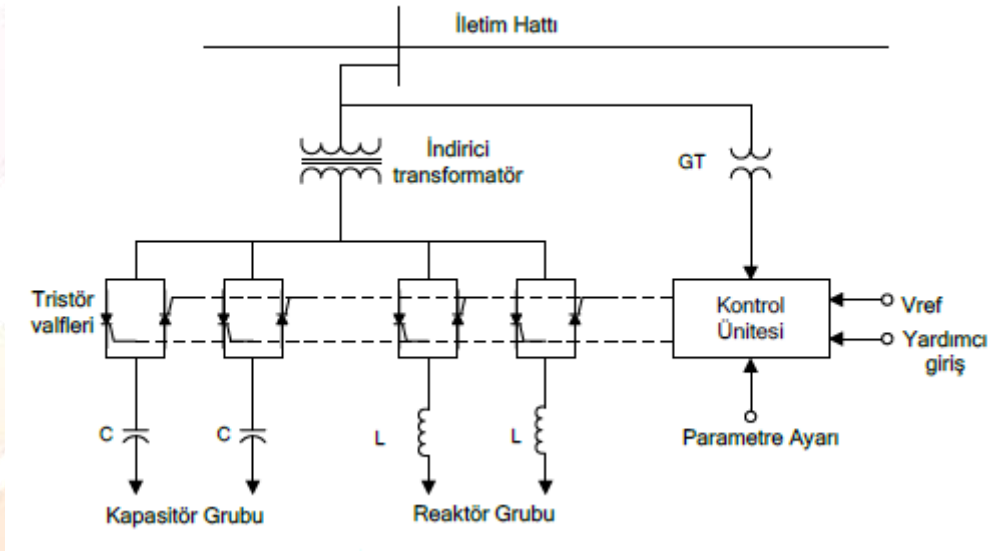 İletim Hattı
İndirici
transformatör
GT
Tristör
valfleri
Kontrol
Ünitesi
Vref
Yardımcı
giriş
C
C
L
L
Parametre Ayarı
Kapasitör Grubu
Reaktör Grubu